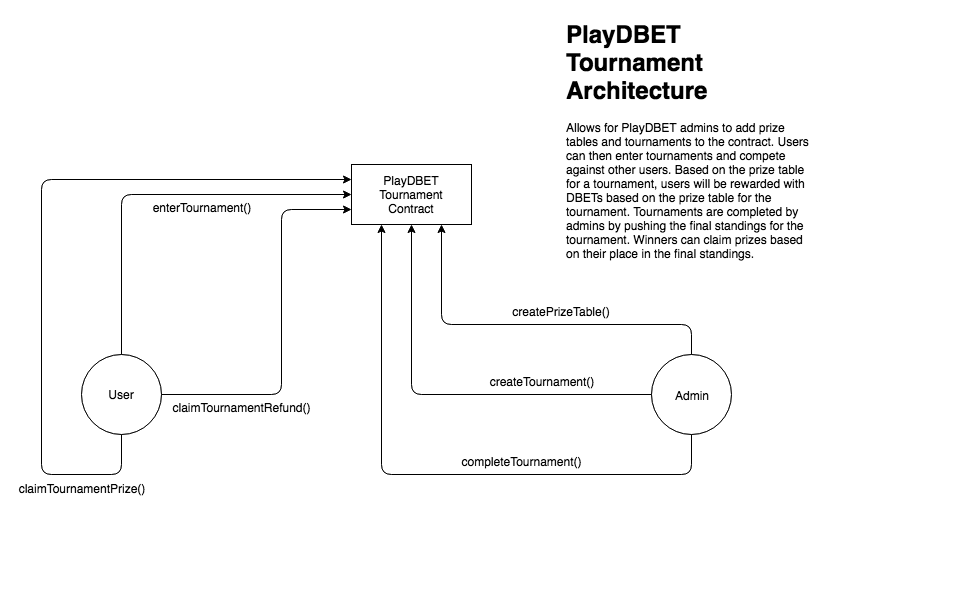 PlayDBET
Tournament
Architecture
Allows for PlayDBET admins to add prize
tables and tournaments to the contract. Users
can then enter tournaments and compete
against other users. Based on the prize table
for a tournament, users will be rewarded with
DBETs based on the prize table for the
tournament. Tournaments are completed by
admins by pushing the final standings for the
tournament. Winners can claim prizes based
on their place in the final standings.
PlayDBET
Tournament
Contract
enterTournament()
createPrizeTable()
createTournament()
User
Admin
claimTournamentRefund()
completeTournament()
claimTournamentPrize()